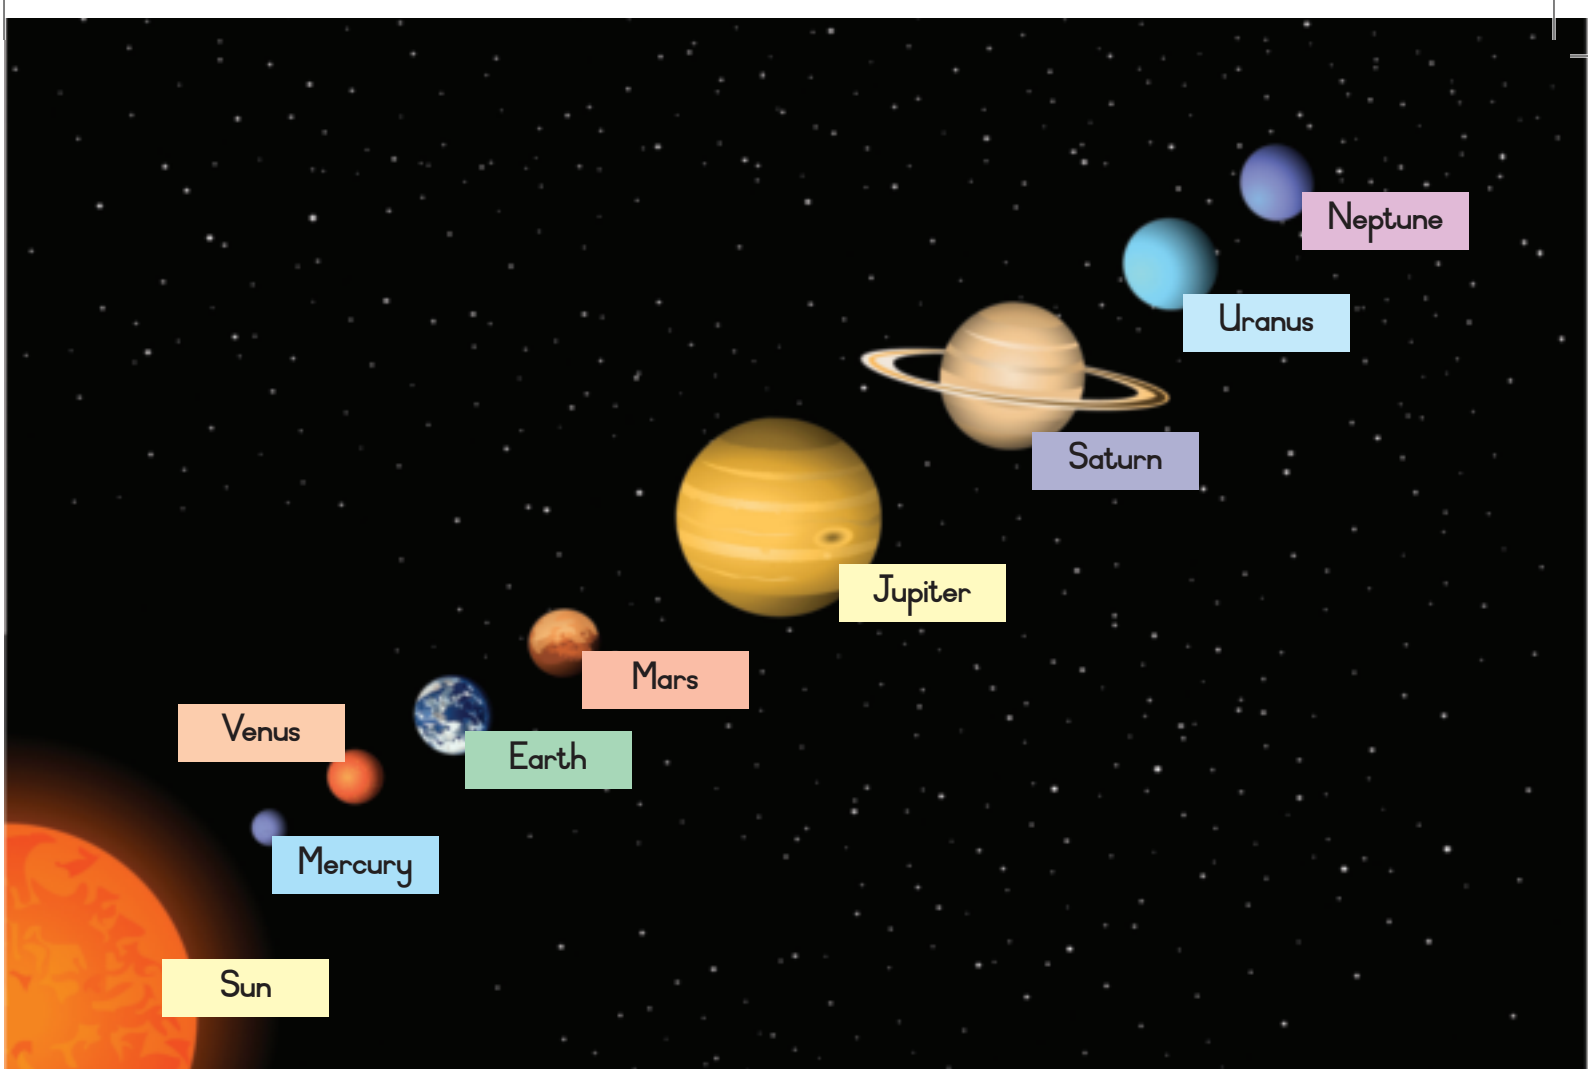 Neptune
Uranus
Saturn
Jupiter
Mars
Venus
Earth
Mercury
Sun